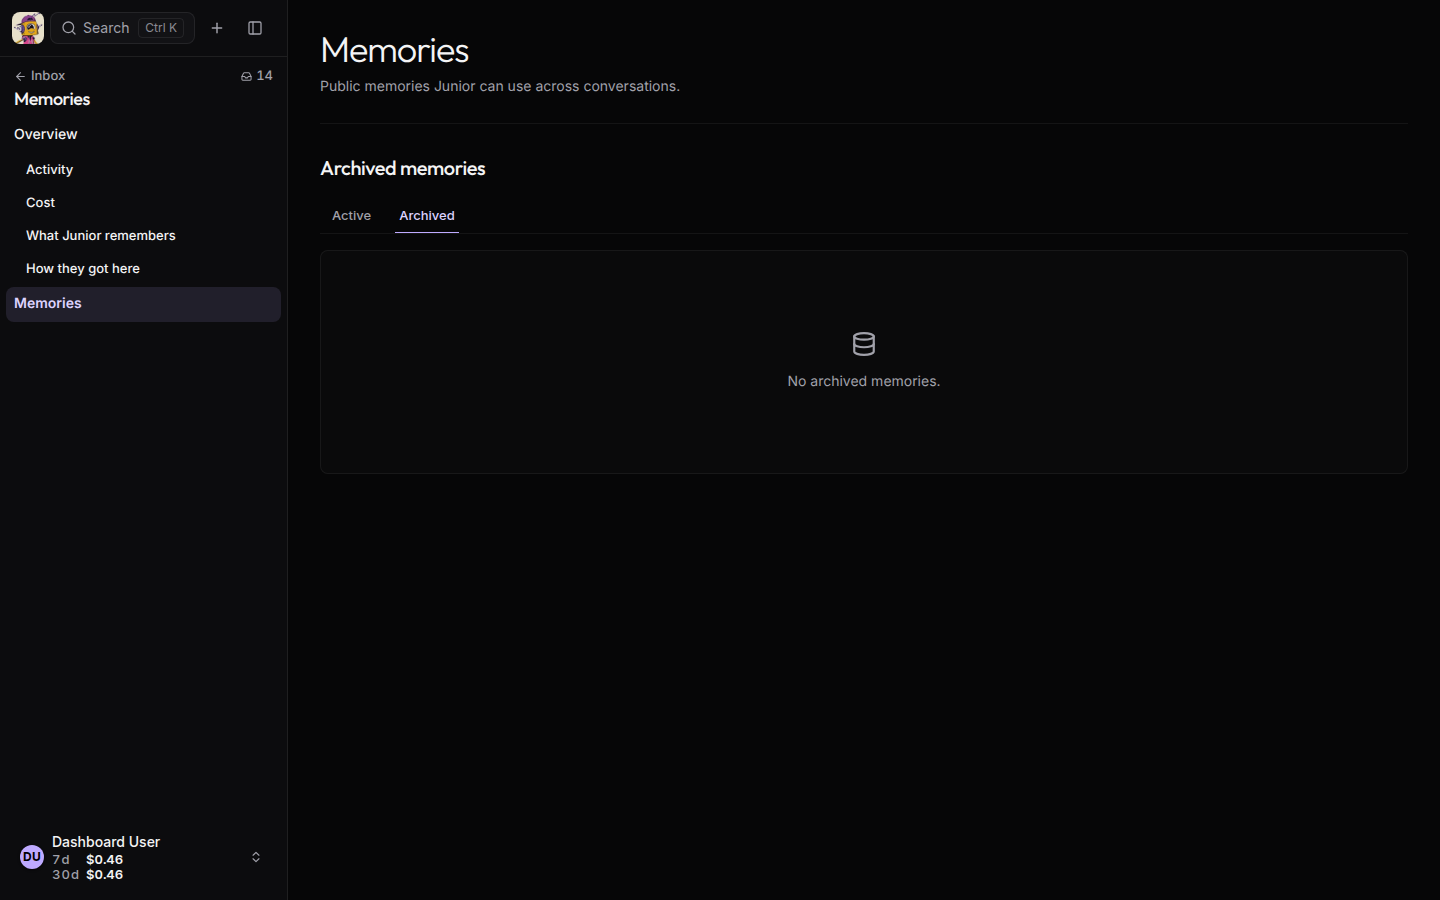 Search Ctrl K
Inbox 14
Memories
Overview
Activity
Cost
What Junior remembers
How they got here
Memories
Dashboard User
DU
7d $0.46
30d $0.46
Memories
Public memories Junior can use across conversations.
Archived memories
Active Archived
No archived memories.